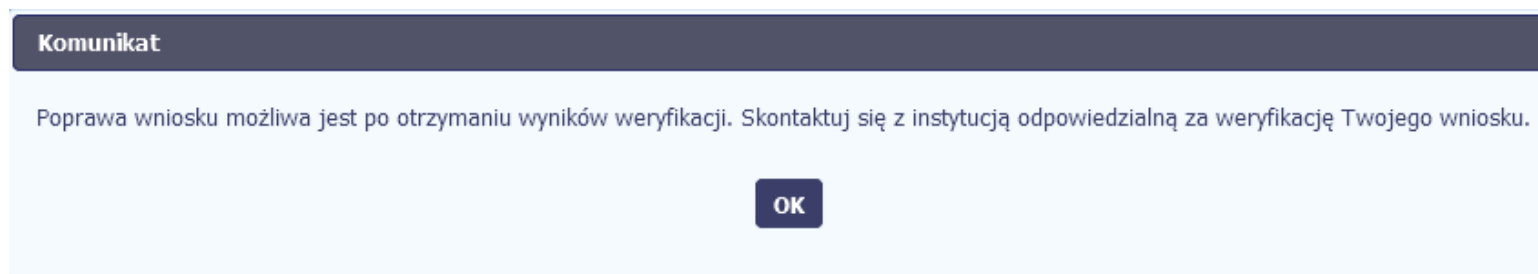 Komunikat
Poprawa wniosku możliwa jest po otrzymaniu wyników weryfikacji. Skontaktuj się z instytucją odpowiedzialną za weryfikację Twojego wniosku.
OK